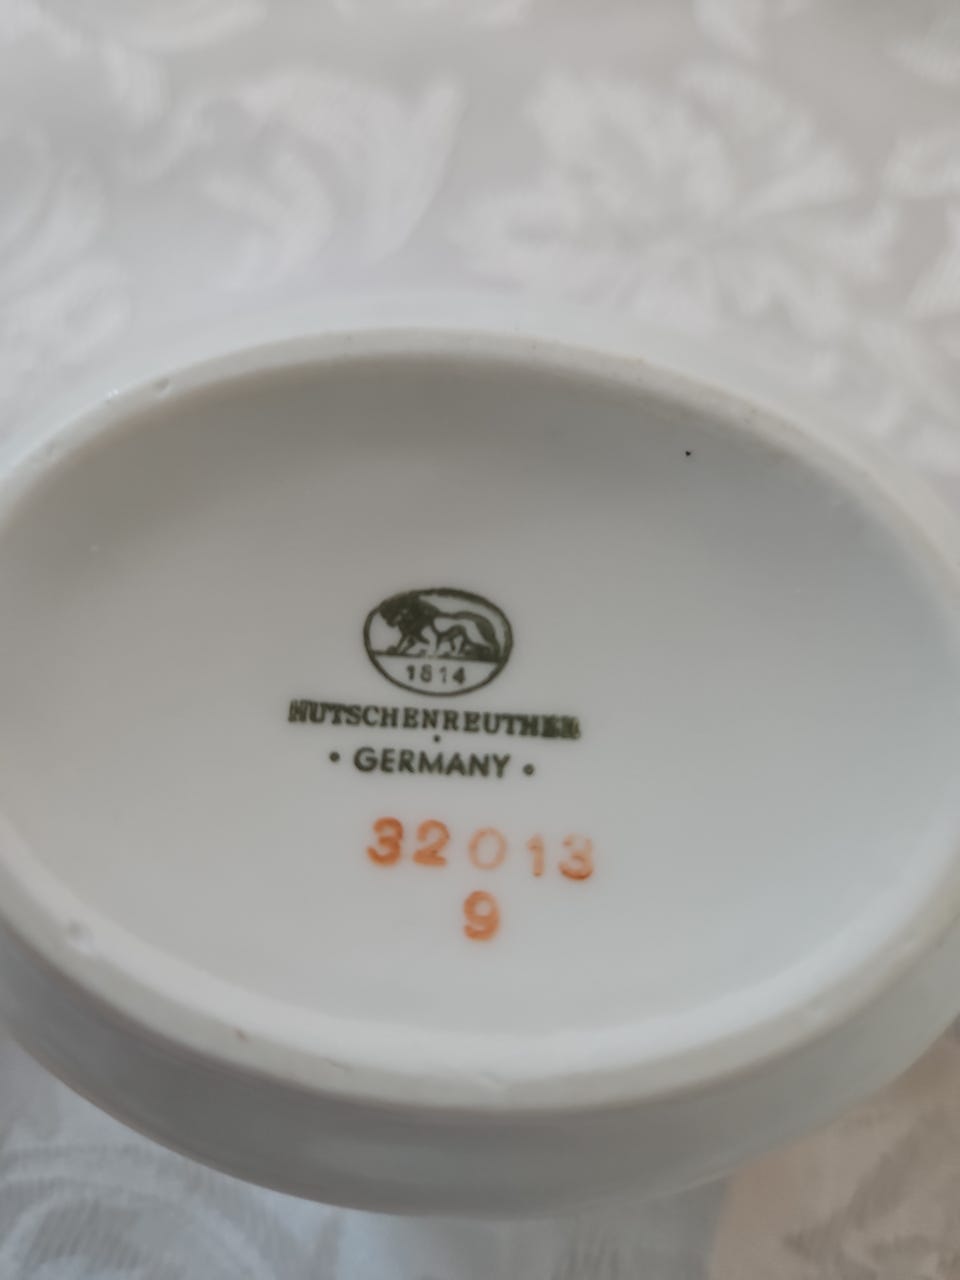 1814
HUTSCHENREUTHER
• GERMANY •
32013
9